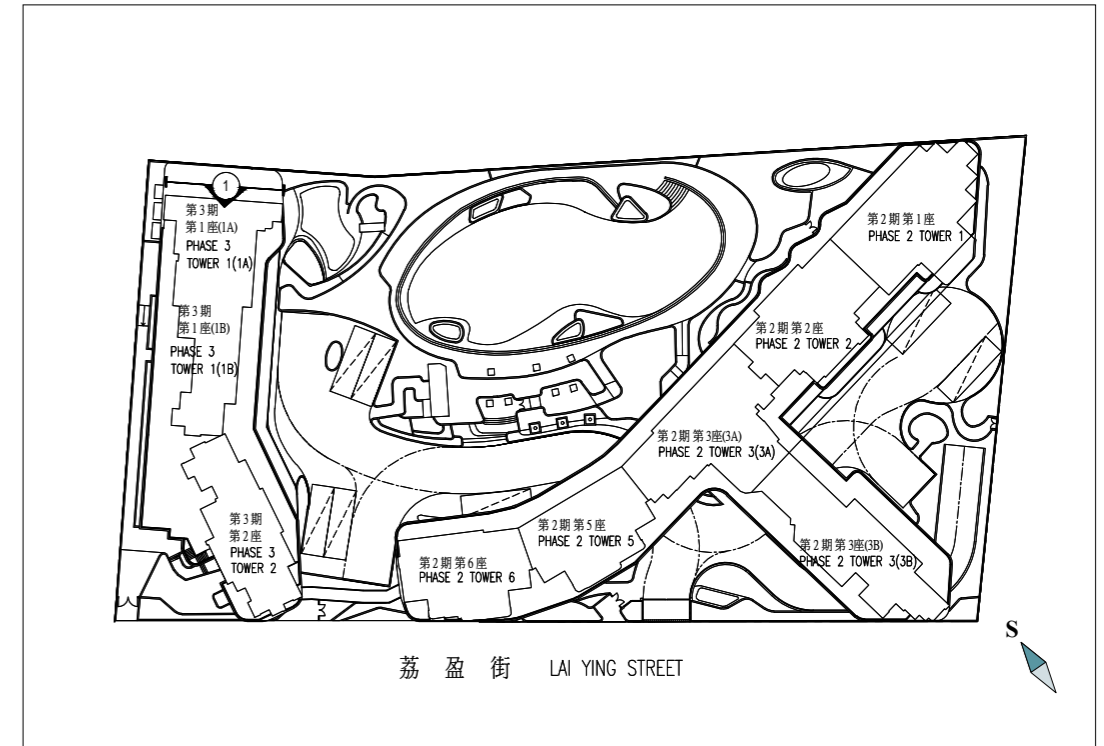 1
第3期
第1座(1A)
PHASE 3
TOWER 1(1A)
第3期
第1座(1B)
PHASE 3
TOWER 1(1B)
第3期
第2座
PHASE 3
TOWER 2
第2期第1座
PHASE 2 TOWER 1
第2期第2座
PHASE 2 TOWER 2
第2期第3座(3A)
PHASE 2 TOWER 3(3A)
第2期第5座
PHASE 2 TOWER 5
第2期第3座(3B)
PHASE 2 TOWER 3(3B)
第2期第6座
PHASE 2 TOWER 6
荔盈街 LAI YING STREET
S